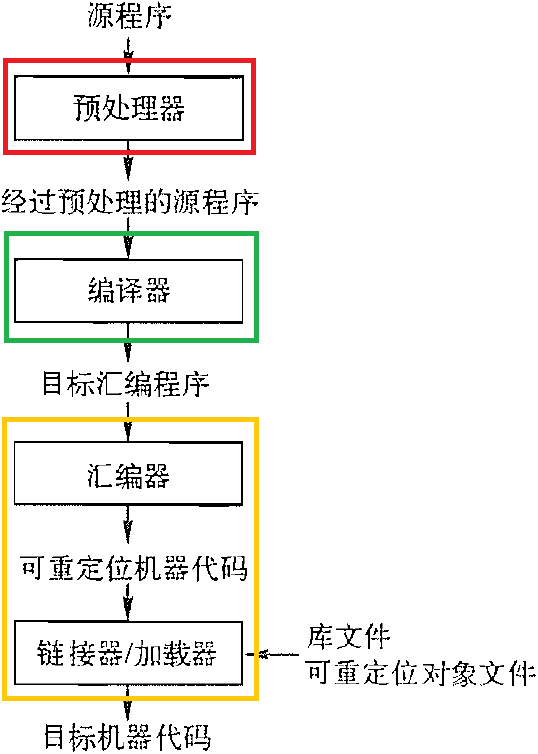 源程序
预处理器
经过预处理的源程序
编译器
目标汇编程序
汇编器
可重定位机器代码
链接器/加载器
库文件
可重定位对象文件
目标机器代码